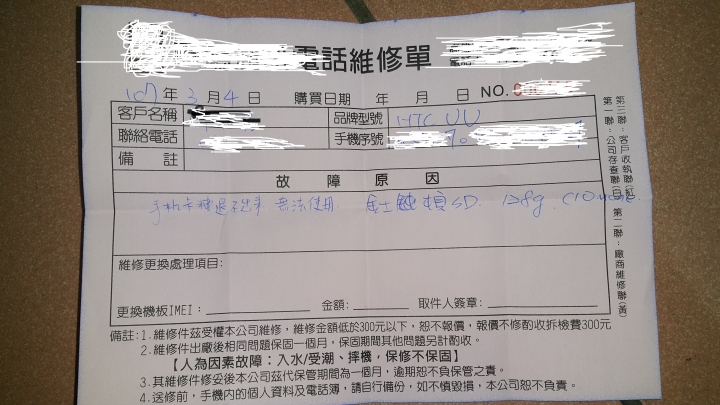 電話維修單
107年3月4日 購買日期 年 月 日 NO.
客戶名稱 品牌型號 HTC UU
聯絡電話 手機序號
備註
故障原因
手機卡槽退不出來 無法使用. 金士頓 SD. 128g. C10
維修更換處理項目:
更換機板IMEI: 金額: 取件人簽章:
備註:1.維修件茲受權本公司維修,維修金額低於300元以下,恕不報價,報價不修酌收拆檢費300元
2.維修件出廠後相同問題保固一個月,保固期間其他問題另計酌收。
【人為因素故障:入水/受潮、摔機,保修不保固】
3.其維修件修妥後本公司茲代保管期間為一個月,逾期恕不負保管之責。
4.送修前,手機內的個人資料及電話簿,請自行備份,如不慎毀損,本公司恕不負責。
第一聯:公司存查聯(白) 第二聯:廠商維修聯(黃)
第三聯:客戶收執聯(紅)